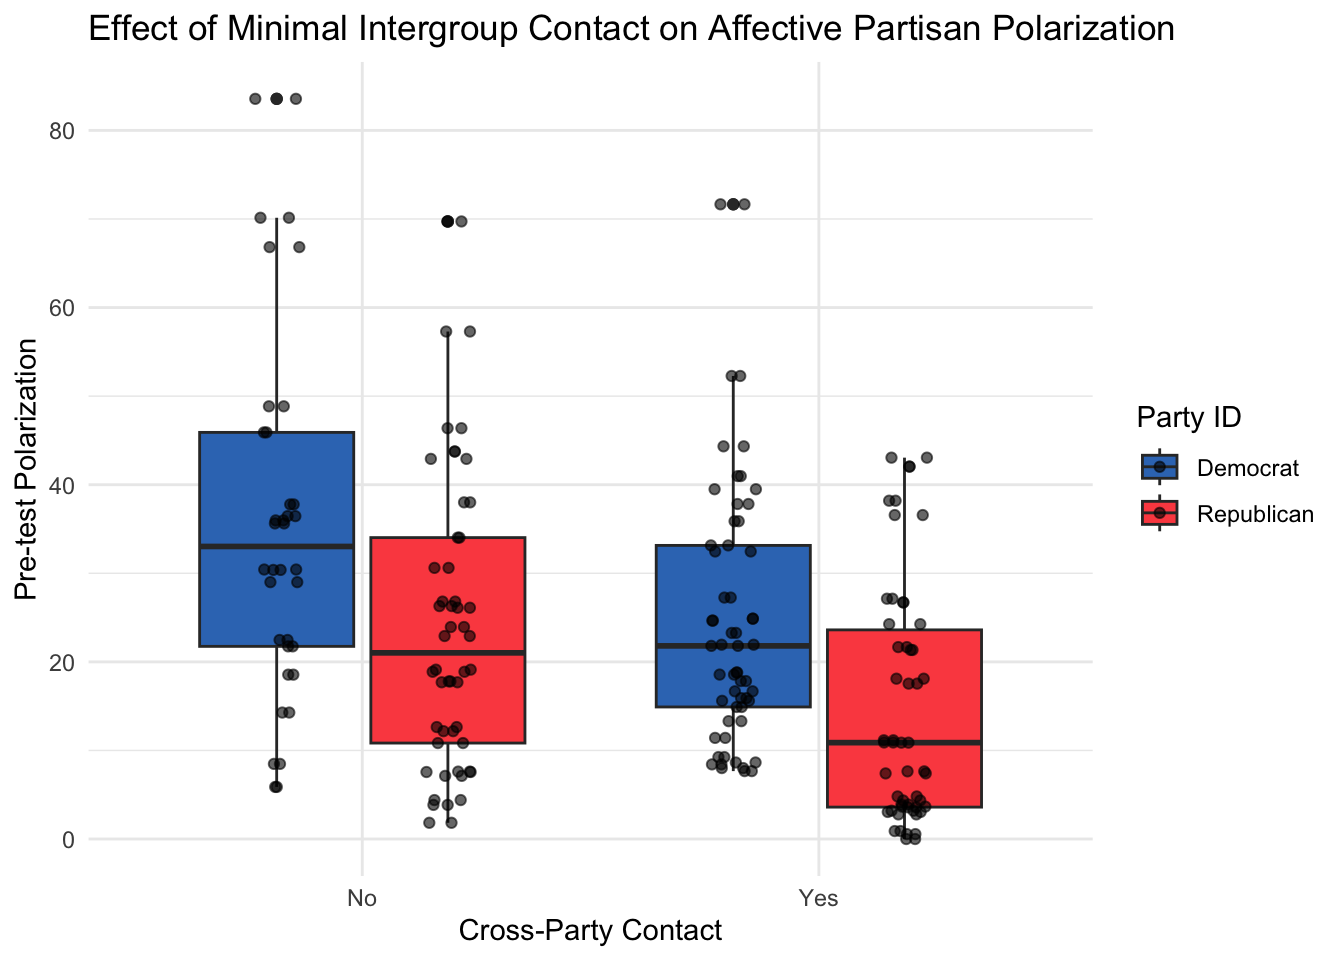 Effect of Minimal Intergroup Contact on Affective Partisan Polarization
80
60
40
20
0
Pre-test Polarization
No
Yes
Cross-Party Contact
Party ID
Democrat
Republican